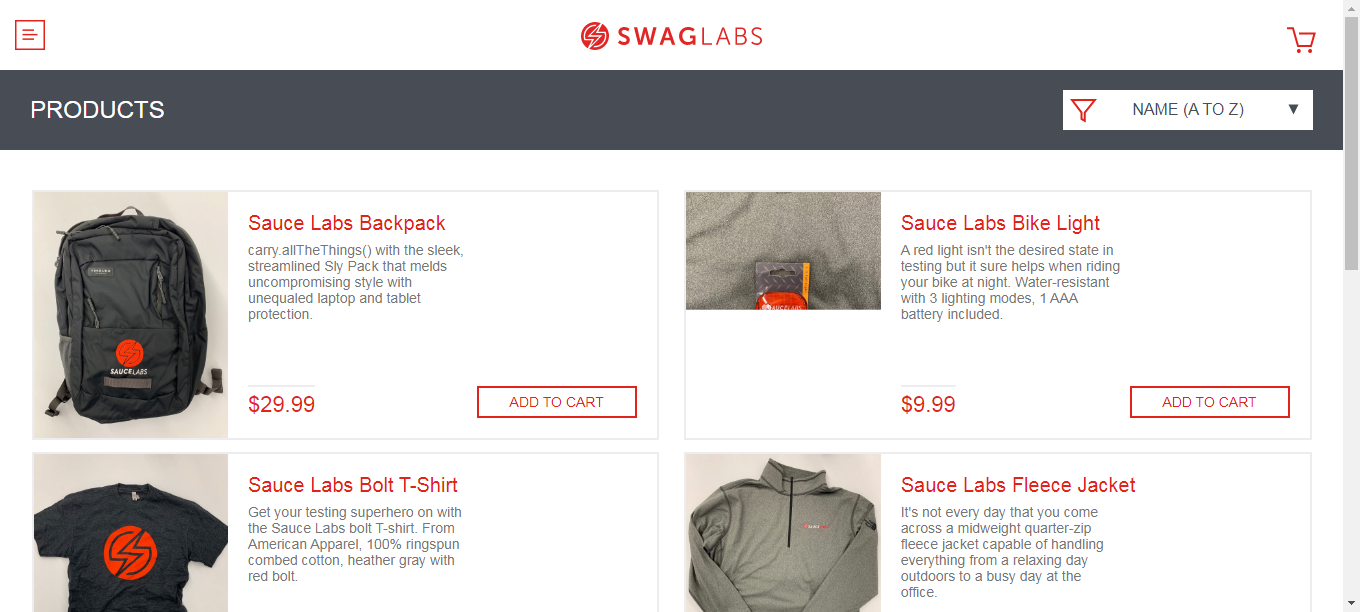 SWAGLABS
PRODUCTS
NAME (A TO Z)
Sauce Labs Backpack
carry.allTheThings() with the sleek,
streamlined Sly Pack that melds
uncompromising style with
unequaled laptop and tablet
protection.
$29.99
ADD TO CART
SAUCELABS
Sauce Labs Bike Light
A red light isn't the desired state in
testing but it sure helps when riding
your bike at night. Water-resistant
with 3 lighting modes, 1 AAA
battery included.
$9.99
ADD TO CART
SAUCELABS
Sauce Labs Bolt T-Shirt
Get your testing superhero on with
the Sauce Labs bolt T-shirt. From
American Apparel, 100% ringspun
combed cotton, heather gray with
red bolt.
Sauce Labs Fleece Jacket
It's not every day that you come
across a midweight quarter-zip
fleece jacket capable of handling
everything from a relaxing day
outdoors to a busy day at the
office.